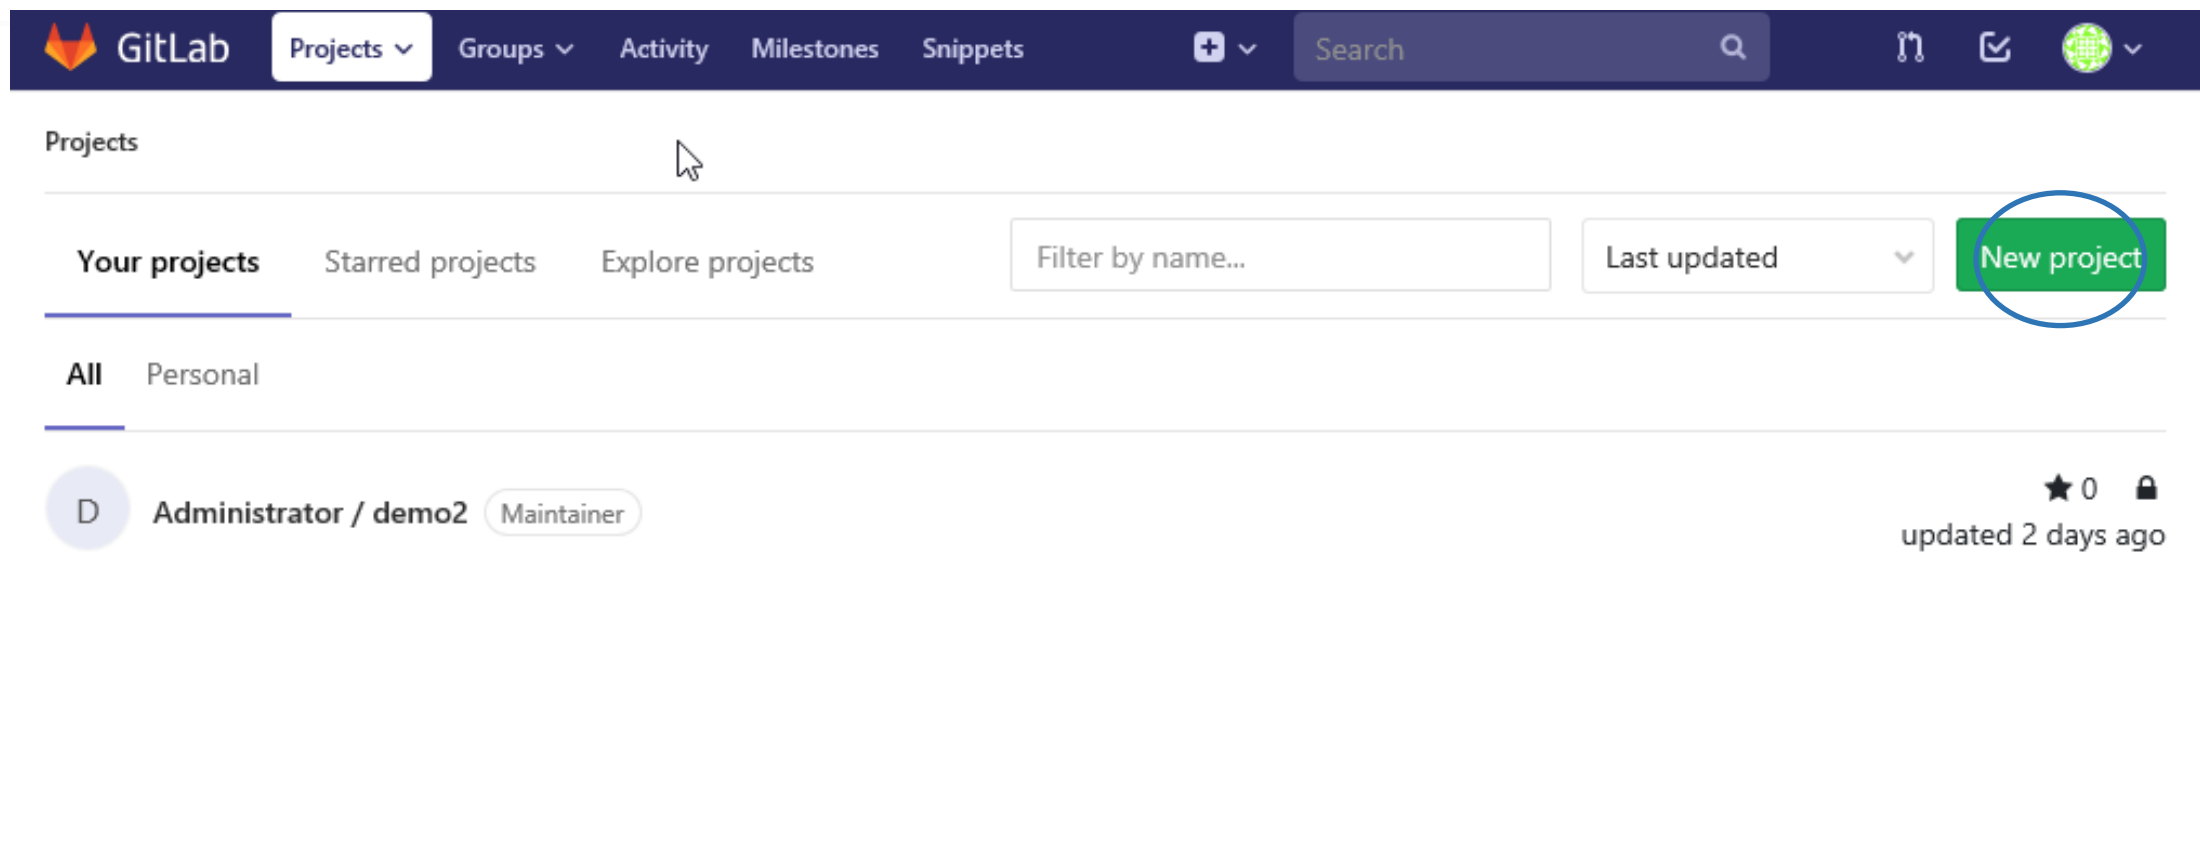 GitLab Projects Groups Activity Milestones Snippets Search
Projects
Your projects Starred projects Explore projects Filter by name... Last updated New project
All Personal
D Administrator / demo2 Maintainer 0
updated 2 days ago